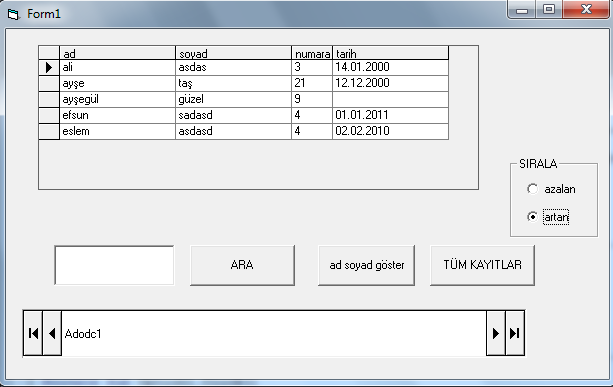 Form1
ad soyad numara tarih
ali asdas 3 14.01.2000
ayşe taş 21 12.12.2000
ayşegül güzel 9
efsun sadasd 4 01.01.2011
eslem asdasd 4 02.02.2010
SIRALA
azalan
artan
ARA ad soyad göster TÜM KAYITLAR
Adodc1